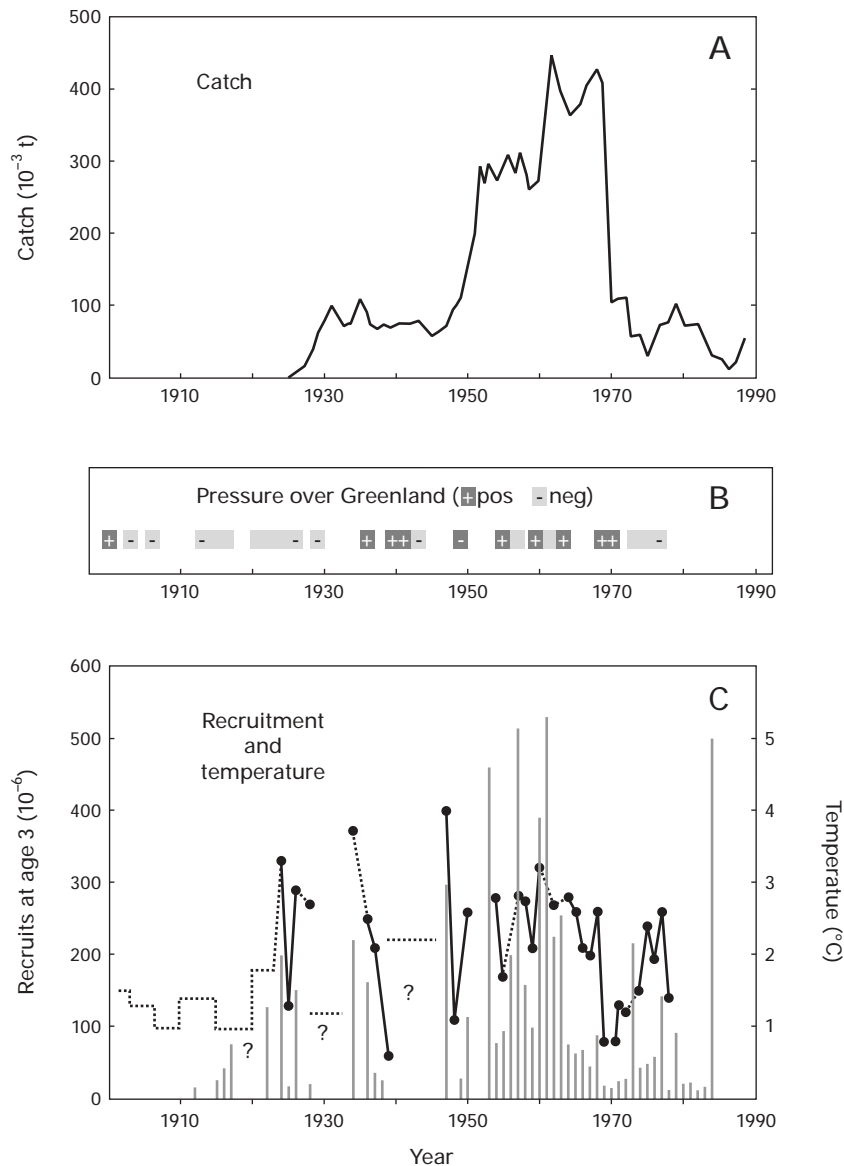 500
A
Catch
400
300
Catch (10⁻³ t)
200
100
0
1910 1930 1950 1970 1990
Pressure over Greenland (+pos -neg)
B
+ - - - - - + ++ - - + + + ++ -
1910 1930 1950 1970 1990
600
C
Recruitment
and
temperature
500 5
400 4
300 3
Recruits at age 3 (10⁻⁶)
Temperatue (°C)
200 2
100 1
? ? ?
0
1910 1930 1950 1970 1990
Year